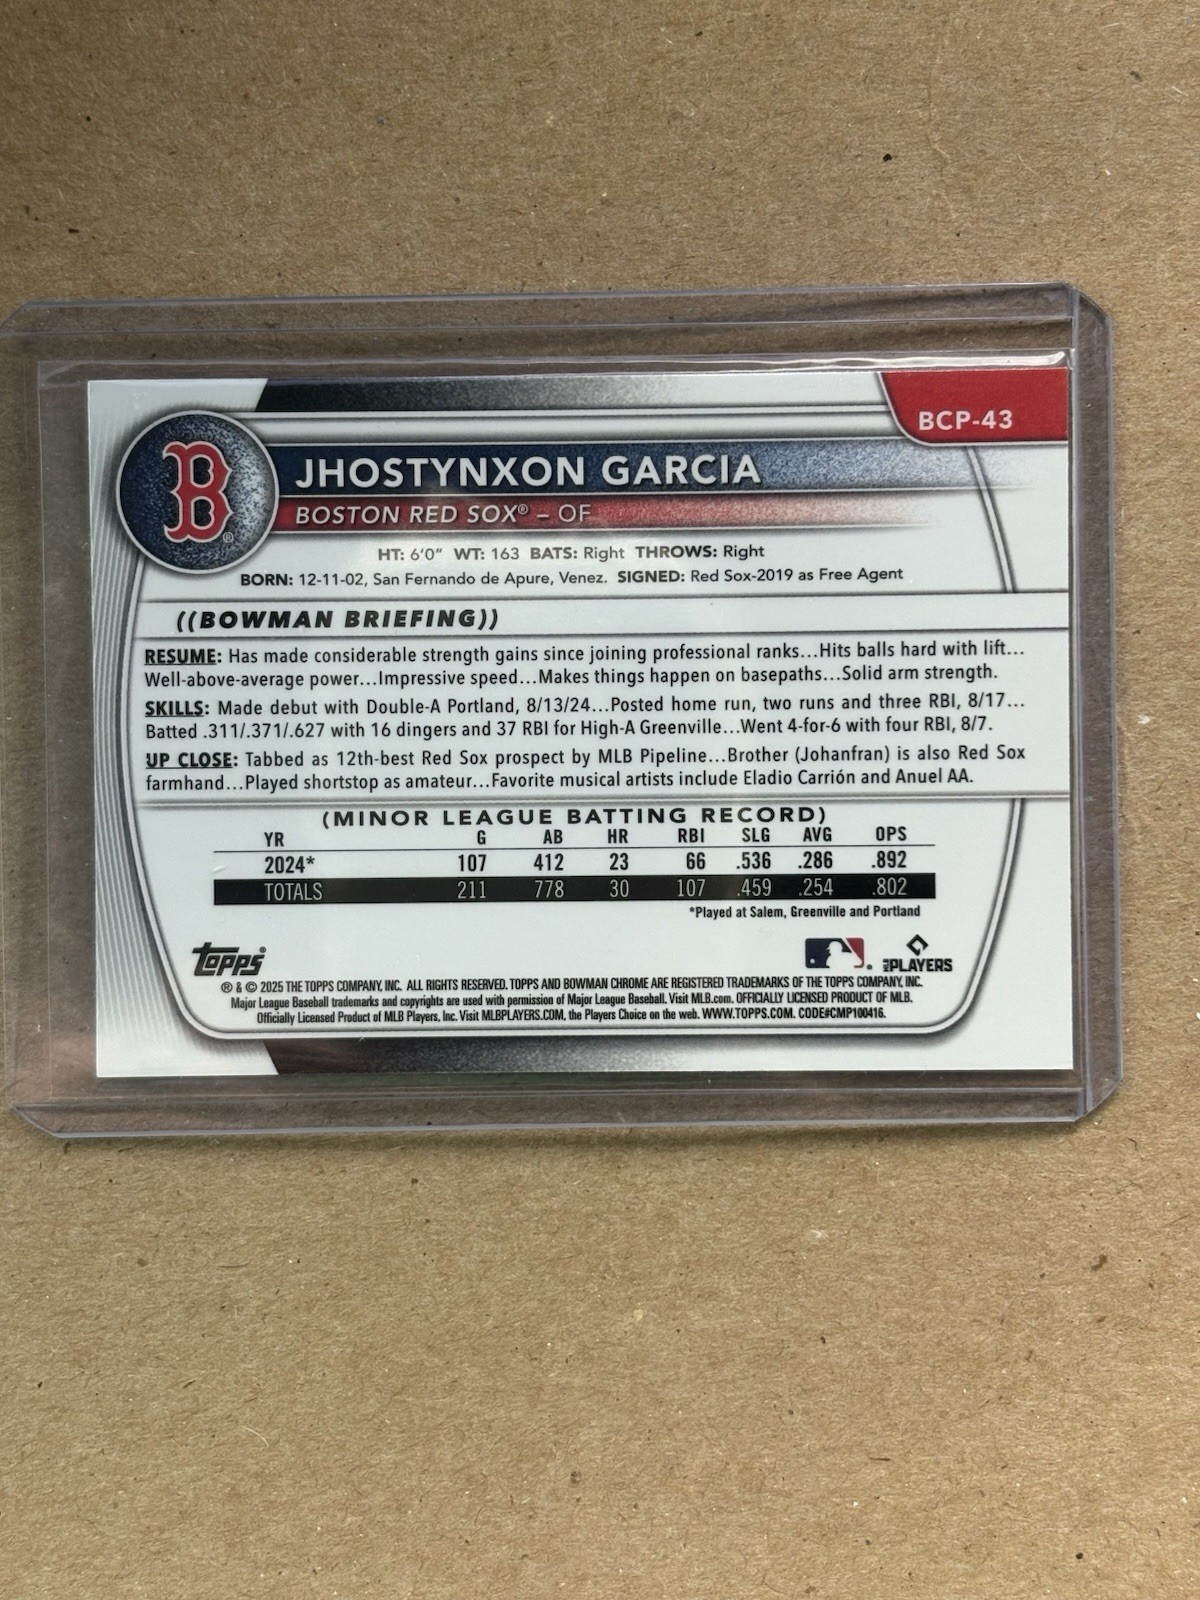 BCP-43
B
®
JHOSTYNXON GARCIA
BOSTON RED SOX® – OF
HT: 6'0" WT: 163 BATS: Right THROWS: Right
BORN: 12-11-02, San Fernando de Apure, Venez. SIGNED: Red Sox-2019 as Free Agent
((BOWMAN BRIEFING))
RESUME: Has made considerable strength gains since joining professional ranks...Hits balls hard with lift...
Well-above-average power...Impressive speed...Makes things happen on basepaths...Solid arm strength.
SKILLS: Made debut with Double-A Portland, 8/13/24...Posted home run, two runs and three RBI, 8/17...
Batted .311/.371/.627 with 16 dingers and 37 RBI for High-A Greenville...Went 4-for-6 with four RBI, 8/7.
UP CLOSE: Tabbed as 12th-best Red Sox prospect by MLB Pipeline...Brother (Johanfran) is also Red Sox
farmhand...Played shortstop as amateur...Favorite musical artists include Eladio Carrión and Anuel AA.
(MINOR LEAGUE BATTING RECORD)
YR G AB HR RBI SLG AVG OPS
2024* 107 412 23 66 .536 .286 .892
TOTALS 211 778 30 107 .459 .254 .802
*Played at Salem, Greenville and Portland
topps® ® MLB PLAYERS
® & © 2025 THE TOPPS COMPANY, INC. ALL RIGHTS RESERVED. TOPPS AND BOWMAN CHROME ARE REGISTERED TRADEMARKS OF THE TOPPS COMPANY, INC.
Major League Baseball trademarks and copyrights are used with permission of Major League Baseball. Visit MLB.com. OFFICIALLY LICENSED PRODUCT OF MLB.
Officially Licensed Product of MLB Players, Inc. Visit MLBPLAYERS.COM, the Players Choice on the web. WWW.TOPPS.COM. CODE#CMP100416.